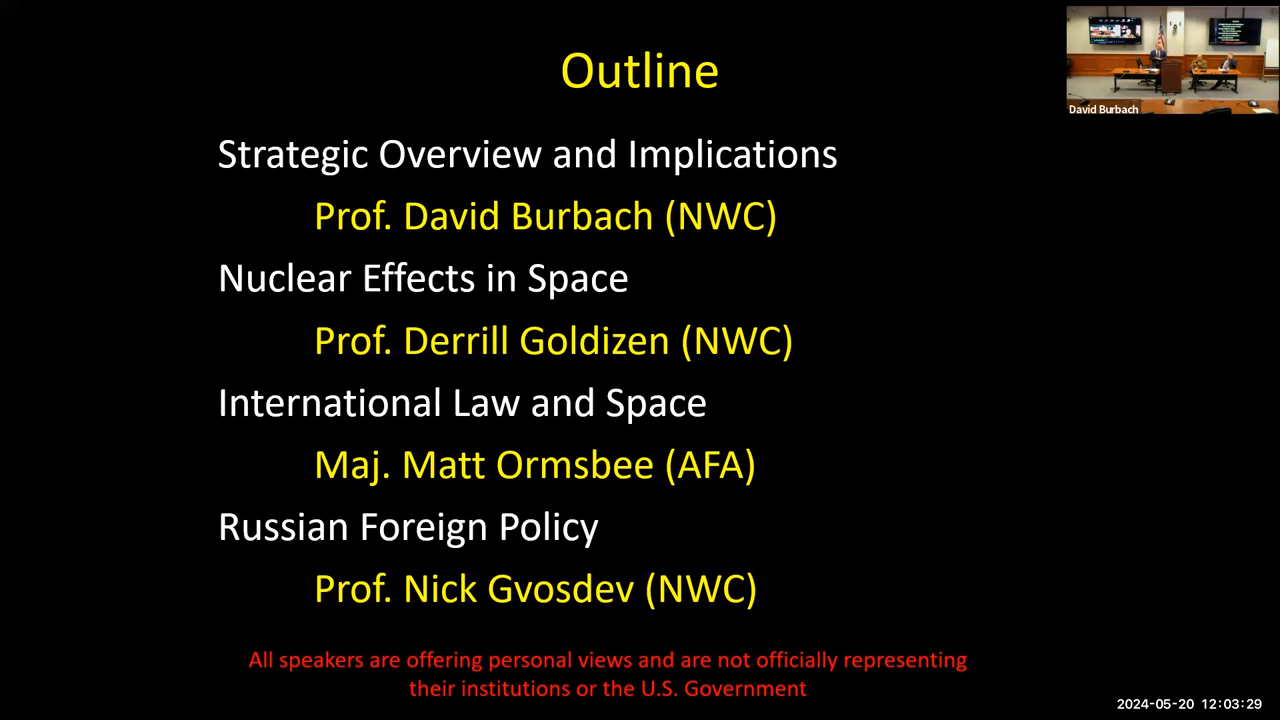 Outline
David Burbach
Strategic Overview and Implications
Prof. David Burbach (NWC)
Nuclear Effects in Space
Prof. Derrill Goldizen (NWC)
International Law and Space
Maj. Matt Ormsbee (AFA)
Russian Foreign Policy
Prof. Nick Gvosdev (NWC)
All speakers are offering personal views and are not officially representing
their institutions or the U.S. Government
2024-05-20 12:03:29